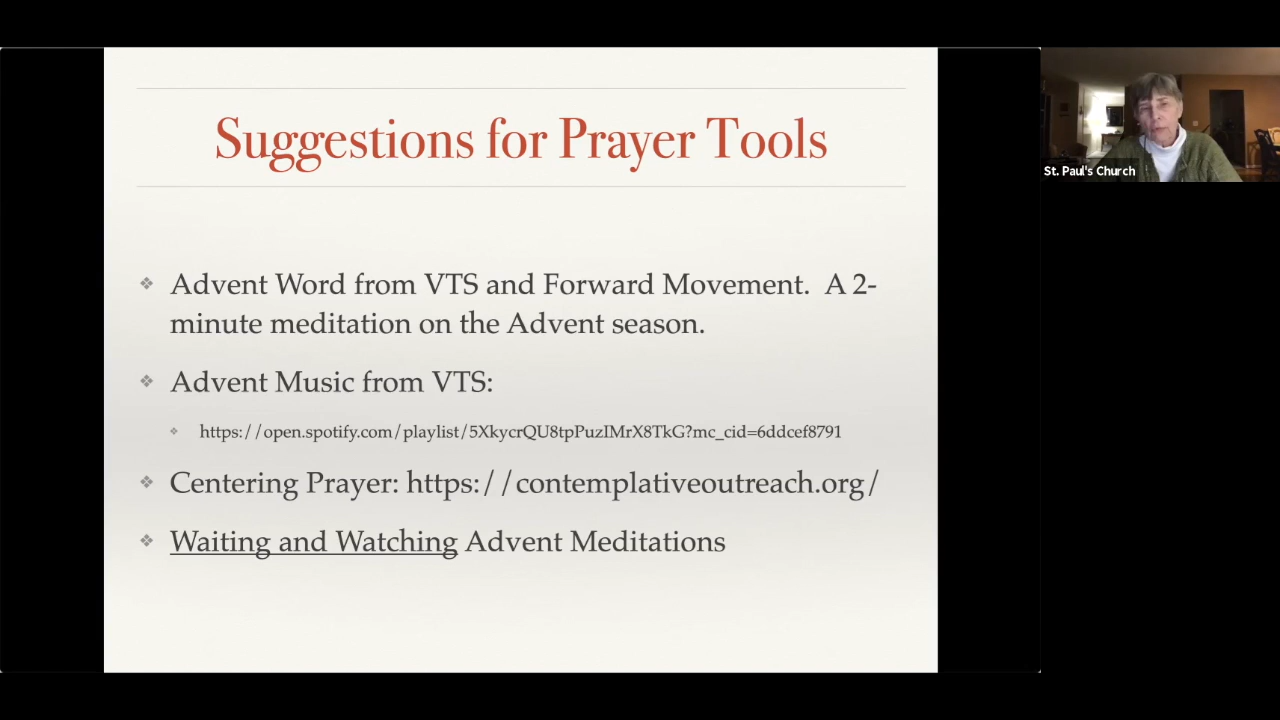 Suggestions for Prayer Tools
Advent Word from VTS and Forward Movement.  A 2-
minute meditation on the Advent season.
Advent Music from VTS:
https://open.spotify.com/playlist/5XkycrQU8tpPuzIMrX8TkG?mc_cid=6ddcef8791
Centering Prayer: https://contemplativeoutreach.org/
Waiting and Watching Advent Meditations
St. Paul's Church